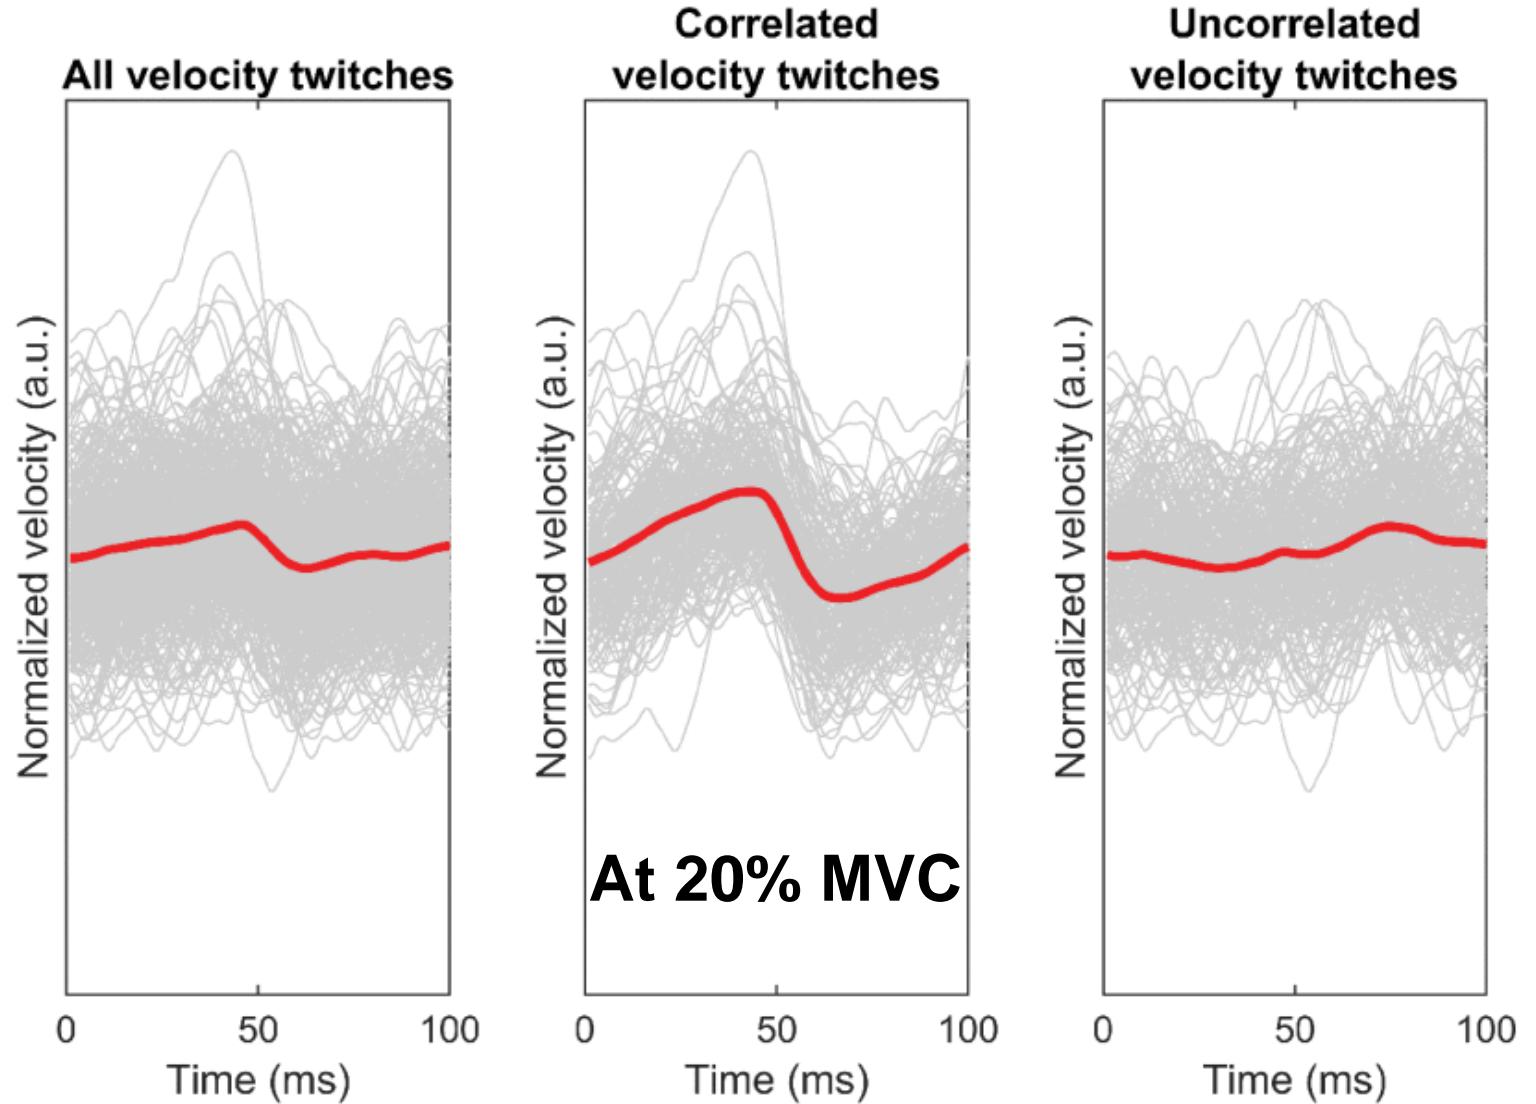 All velocity twitches
Normalized velocity (a.u.)
0 50 100
Time (ms)
Correlated
velocity twitches
Normalized velocity (a.u.)
At 20% MVC
0 50 100
Time (ms)
Uncorrelated
velocity twitches
Normalized velocity (a.u.)
0 50 100
Time (ms)